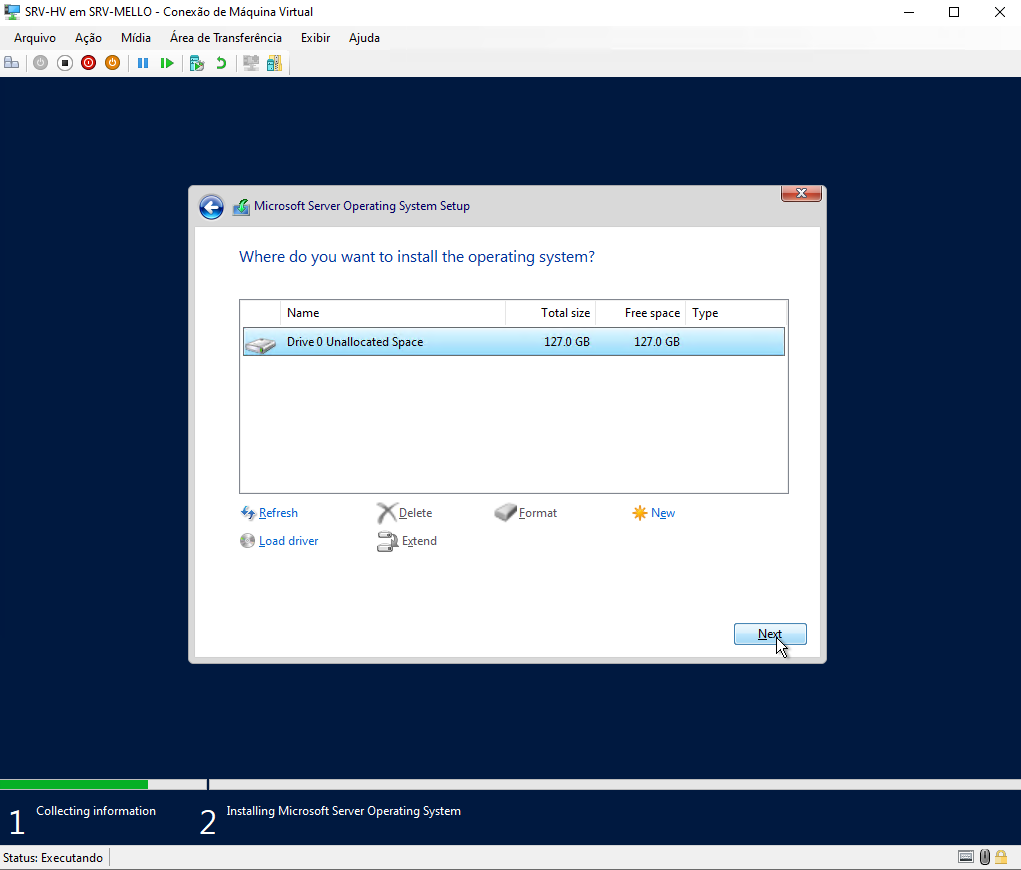 SRV-HV em SRV-MELLO - Conexão de Máquina Virtual
Arquivo Ação Mídia Área de Transferência Exibir Ajuda
Microsoft Server Operating System Setup
Where do you want to install the operating system?
Name Total size Free space Type
Drive 0 Unallocated Space 127.0 GB 127.0 GB
Refresh Delete Format New
Load driver Extend
Next
1 Collecting information 2 Installing Microsoft Server Operating System
Status: Executando